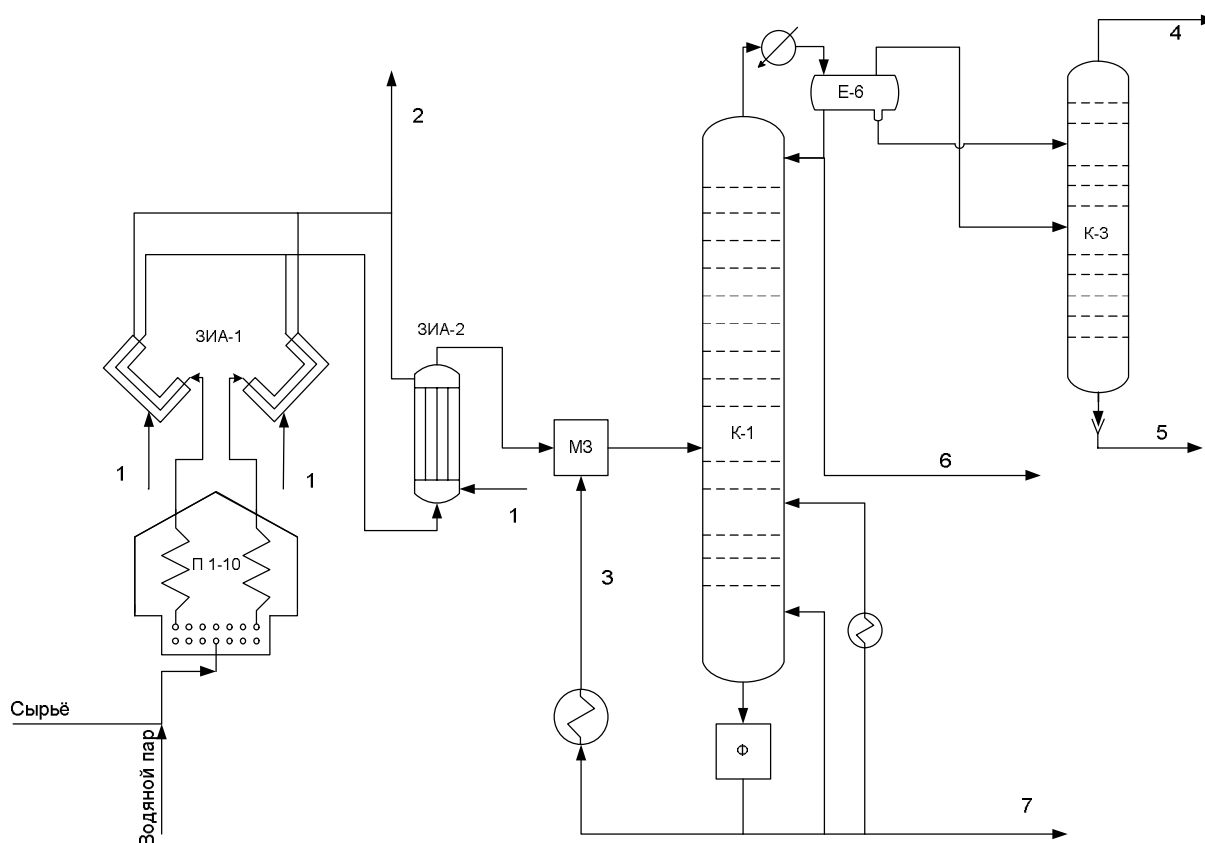 4
Е-6
2
К-3
ЗИА-1
ЗИА-2
МЗ
К-1
5
6
1
1
1
П 1-10
3
Сырьё
Водяной пар
Ф
7